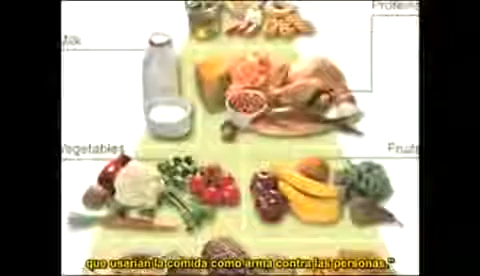 Proteins
Milk
Vegetables
Fruits
que usarían la comida como arma contra las personas."